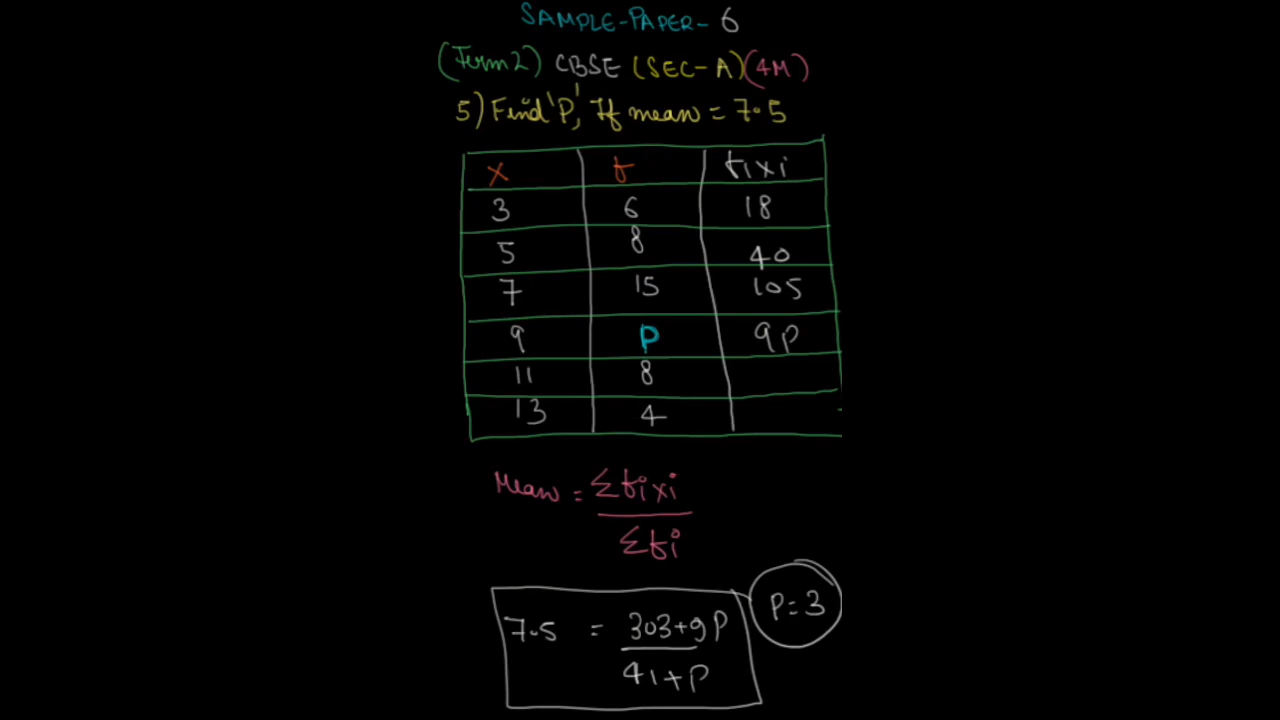 SAMPLE-PAPER-6
(Term2) CBSE (SEC-A)(4M)
5) Find 'P', If mean = 7.5
x f fixi
3 6 18
5 8 40
7 15 105
9 P 9p
11 8
13 4
Mean = Σfixi
Σfi
P=3
7.5 = 303+9P
41+P